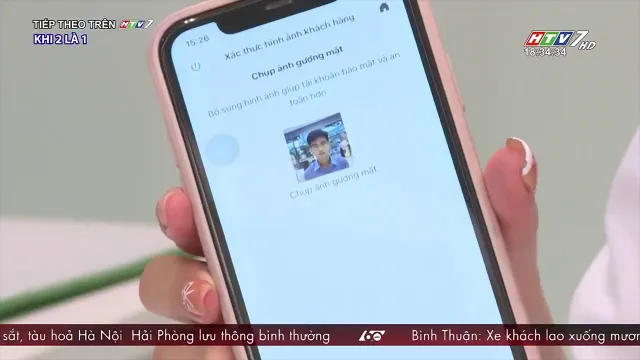 TIẾP THEO TRÊN HTV7
KHI 2 LÀ 1
HTV7 HD
18:34:34
15:26
Xác thực hình ảnh khách hàng
Chụp ảnh gương mặt
Bổ sung hình ảnh giúp tài khoản bảo mật và an
toàn hơn
Chụp ảnh gương mặt
sắt, tàu hoả Hà Nội Hải Phòng lưu thông bình thường
60
Bình Thuận: Xe khách lao xuống mươ